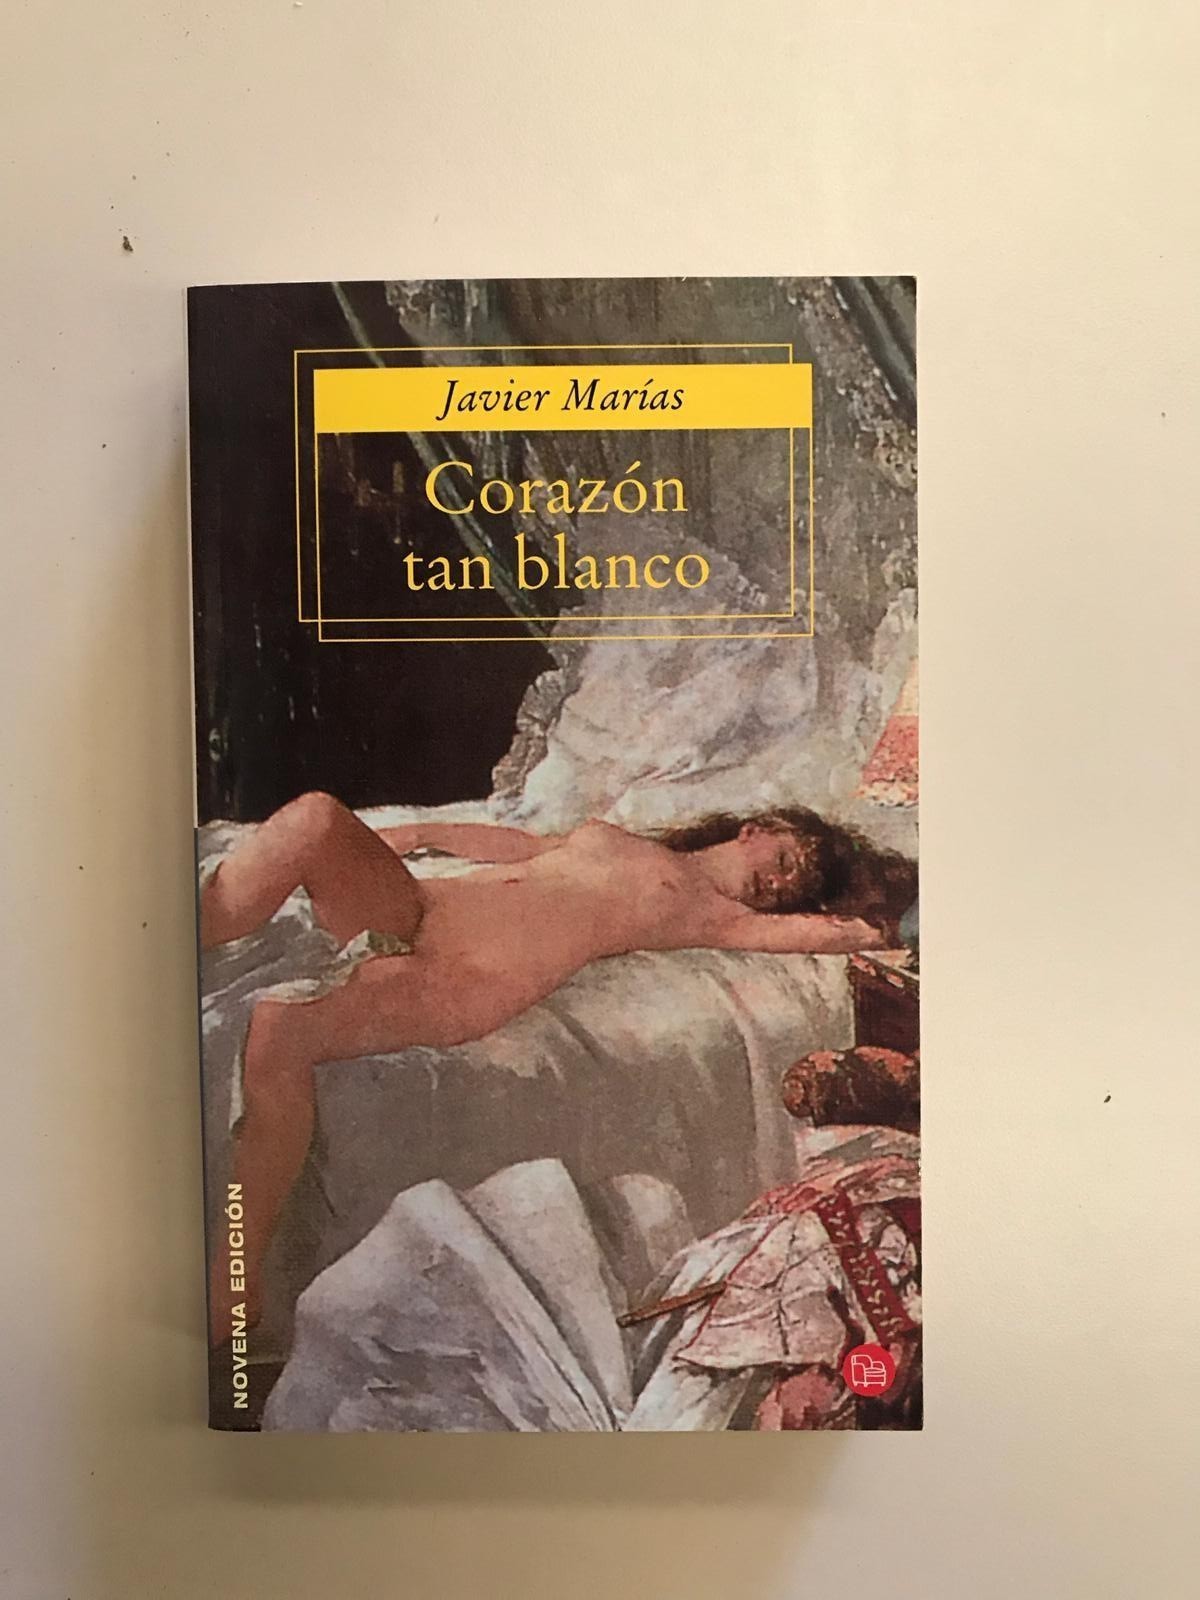 Javier Marías
Corazón
tan blanco
NOVENA EDICIÓN